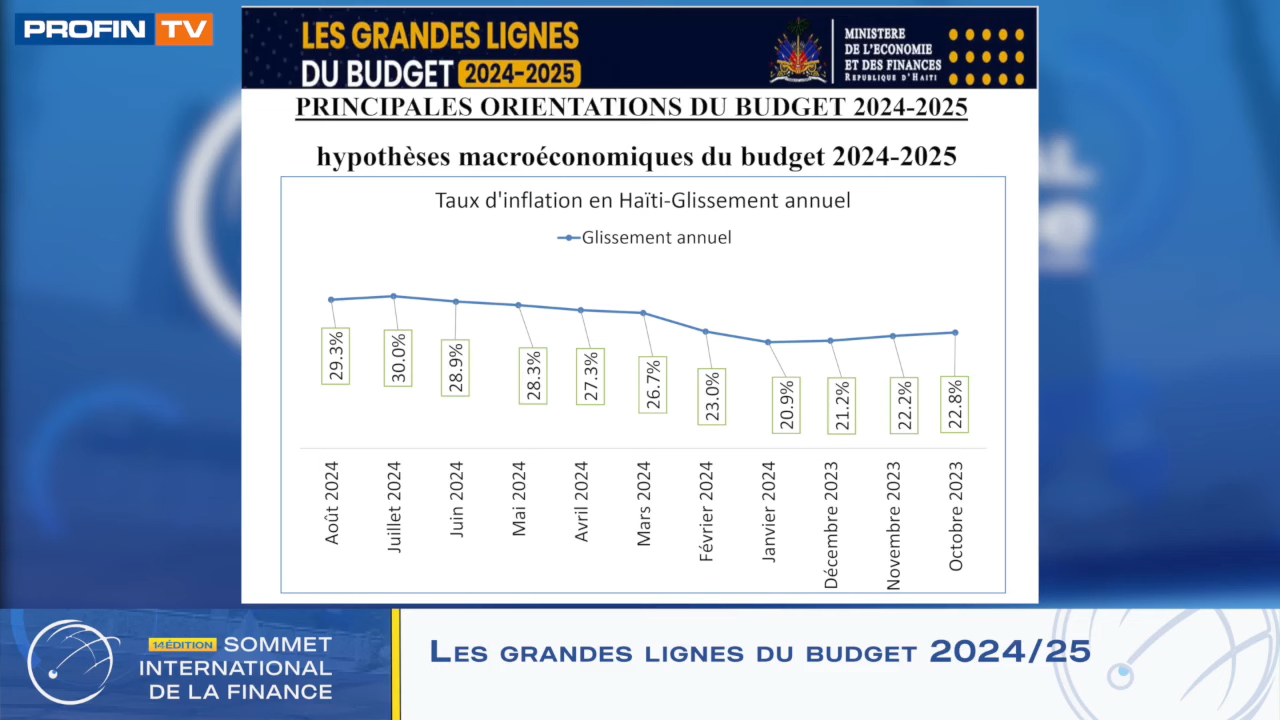 PROFIN TV
LES GRANDES LIGNES
DU BUDGET 2024-2025
MINISTERE
DE L'ECONOMIE
ET DES FINANCES
REPUBLIQUE D'HAITI
PRINCIPALES ORIENTATIONS DU BUDGET 2024-2025
hypothèses macroéconomiques du budget 2024-2025
Taux d'inflation en Haïti-Glissement annuel
Glissement annuel
29.3%
30.0%
28.9%
28.3%
27.3%
26.7%
23.0%
20.9%
21.2%
22.2%
22.8%
Août 2024
Juillet 2024
Juin 2024
Mai 2024
Avril 2024
Mars 2024
Février 2024
Janvier 2024
Décembre 2023
Novembre 2023
Octobre 2023
14 ÉDITION SOMMET
INTERNATIONAL
DE LA FINANCE
LES GRANDES LIGNES DU BUDGET 2024/25